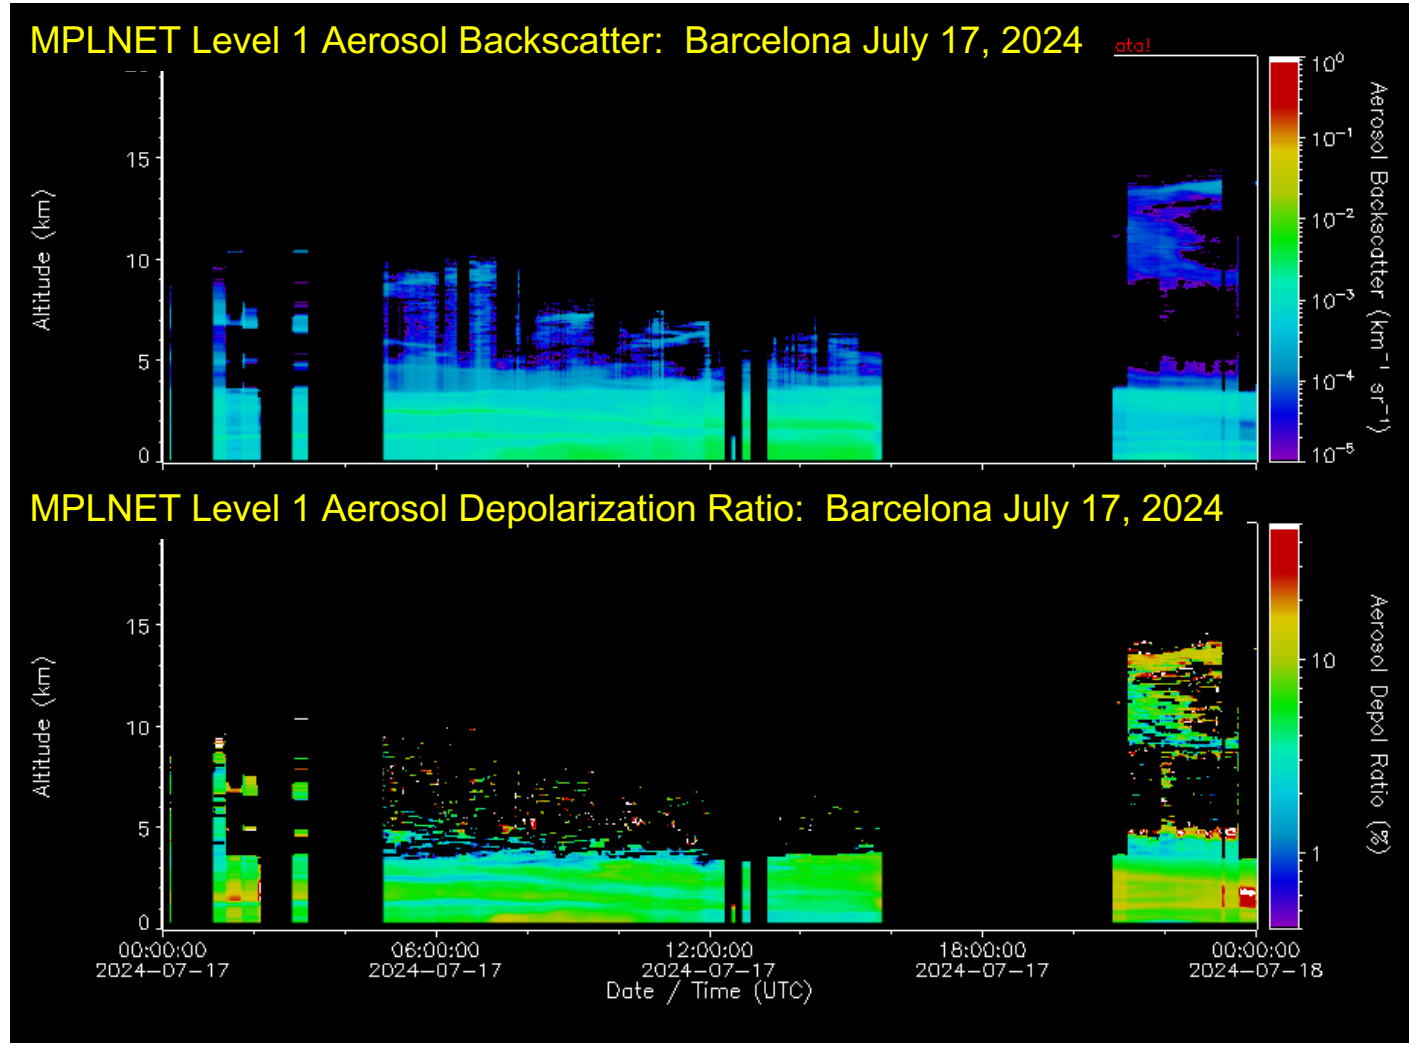 MPLNET Level 1 Aerosol Backscatter:  Barcelona July 17, 2024
ata!
15
10
5
0
Altitude (km)
10⁰
10⁻¹
10⁻²
10⁻³
10⁻⁴
10⁻⁵
Aerosol Backscatter (km⁻¹ sr⁻¹)
MPLNET Level 1 Aerosol Depolarization Ratio:  Barcelona July 17, 2024
15
10
5
0
Altitude (km)
10
1
Aerosol Depol Ratio (%)
00:00:00 06:00:00 12:00:00 18:00:00 00:00:00
2024-07-17 2024-07-17 2024-07-17 2024-07-17 2024-07-18
Date / Time (UTC)